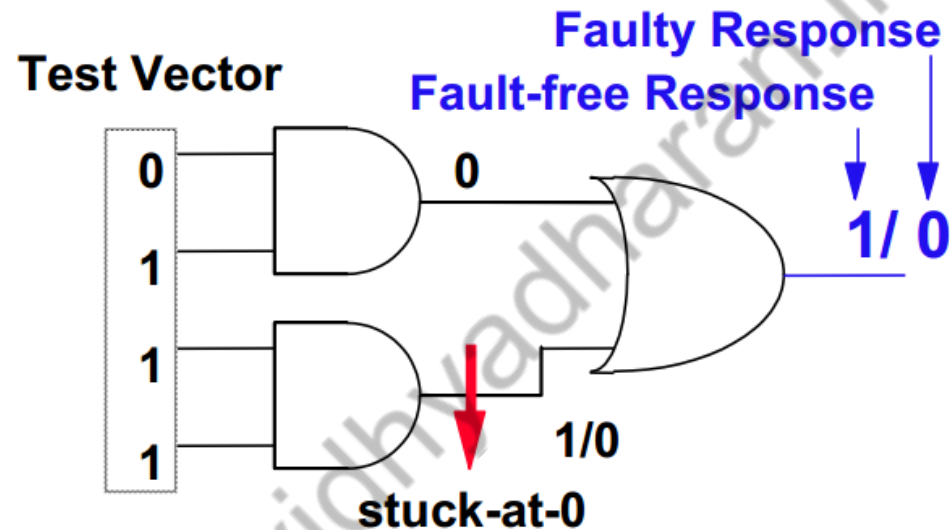 Faulty Response
Test Vector
Fault-free Response
0
0
1
1/ 0
1
1/0
1
stuck-at-0